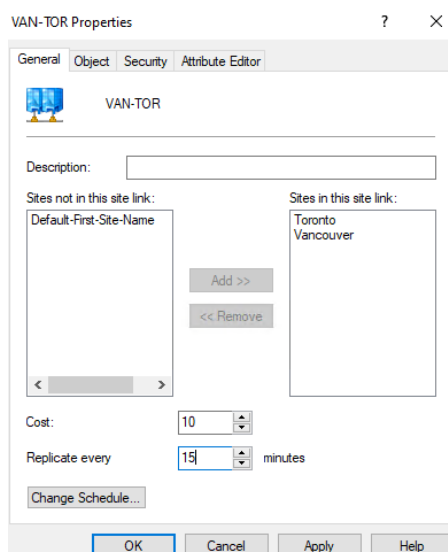 VAN-TOR Properties ? ×
General Object Security Attribute Editor
VAN-TOR
Description:
Sites not in this site link: Sites in this site link:
Default-First-Site-Name Toronto
Vancouver
Add >>
<< Remove
Cost: 10
Replicate every 15 minutes
Change Schedule...
OK Cancel Apply Help